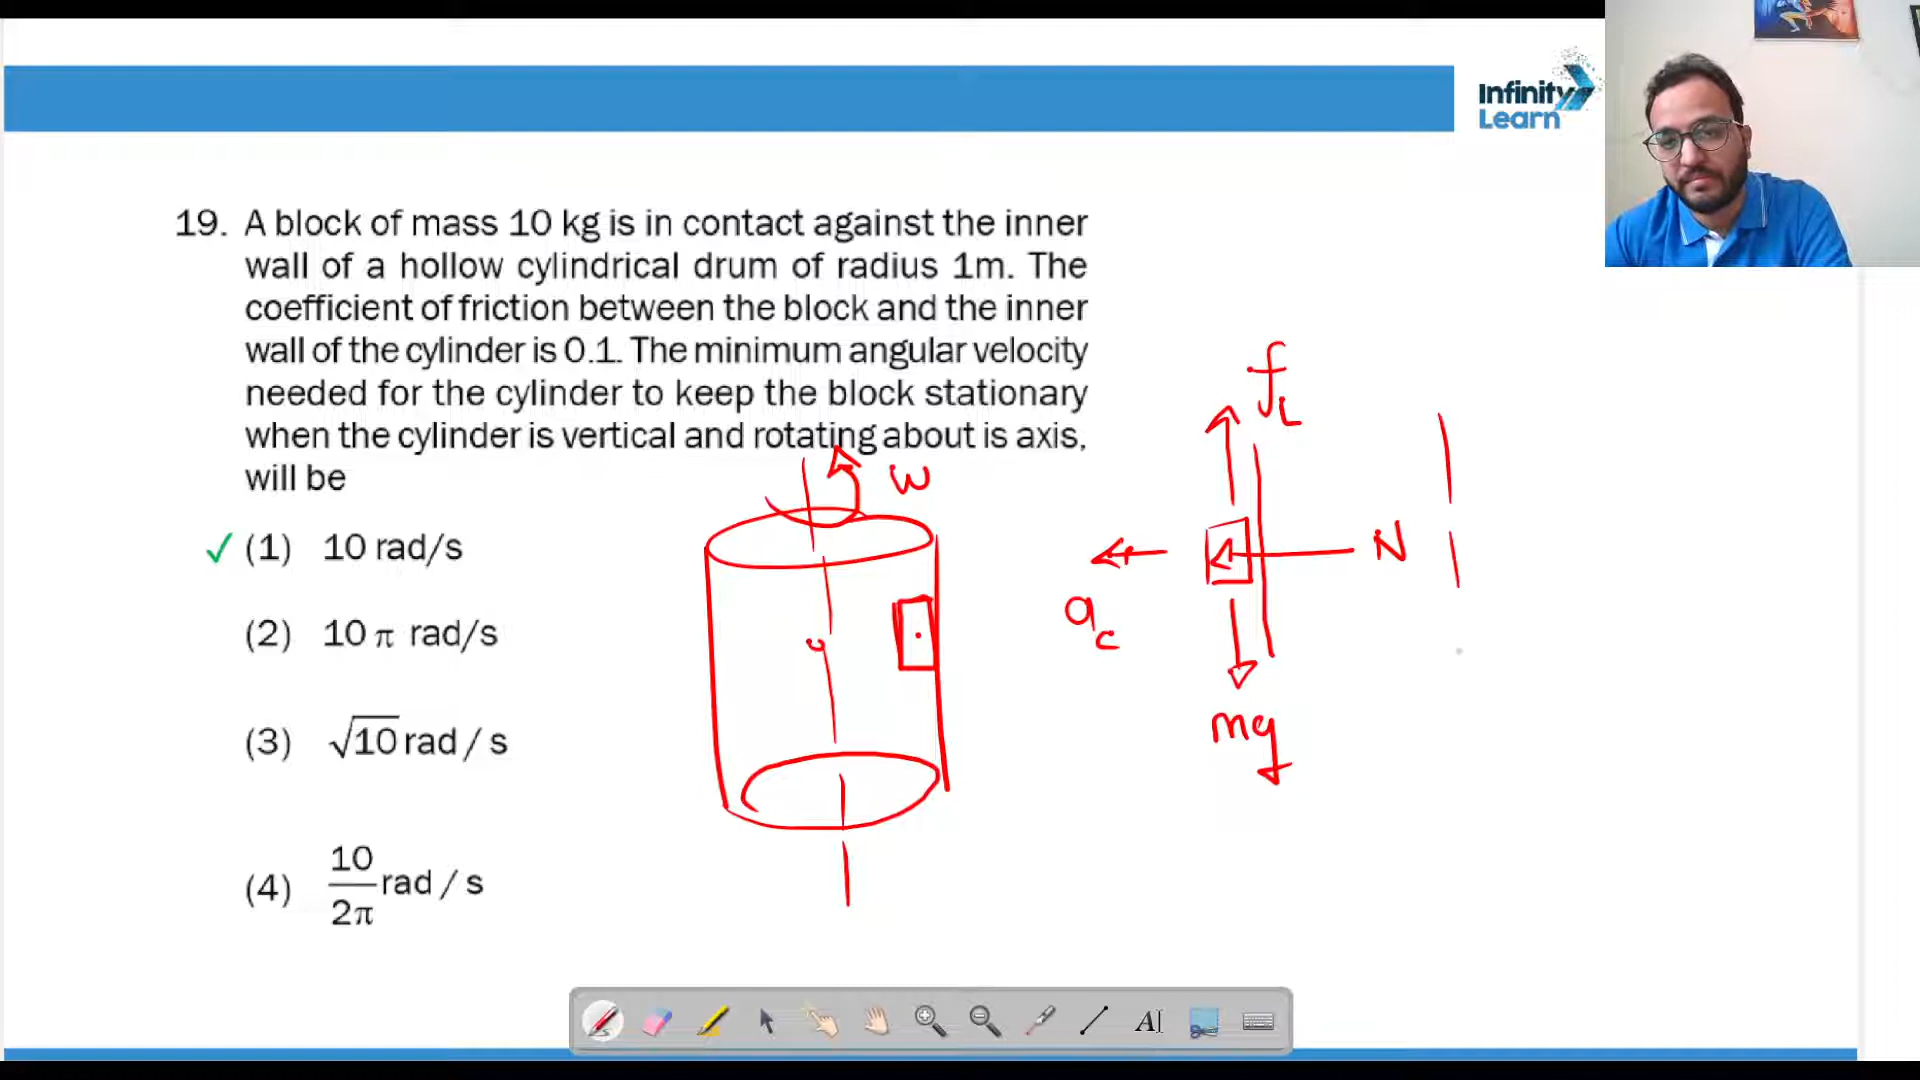 Infinity
Learn
19. A block of mass 10 kg is in contact against the inner
wall of a hollow cylindrical drum of radius 1m. The
coefficient of friction between the block and the inner
wall of the cylinder is 0.1. The minimum angular velocity
needed for the cylinder to keep the block stationary
when the cylinder is vertical and rotating about is axis,
will be
✓ (1) 10 rad/s
(2) 10 π rad/s
(3) √10 rad / s
(4) 10/2π rad / s
ω
f_L
N
a_c
mg
A